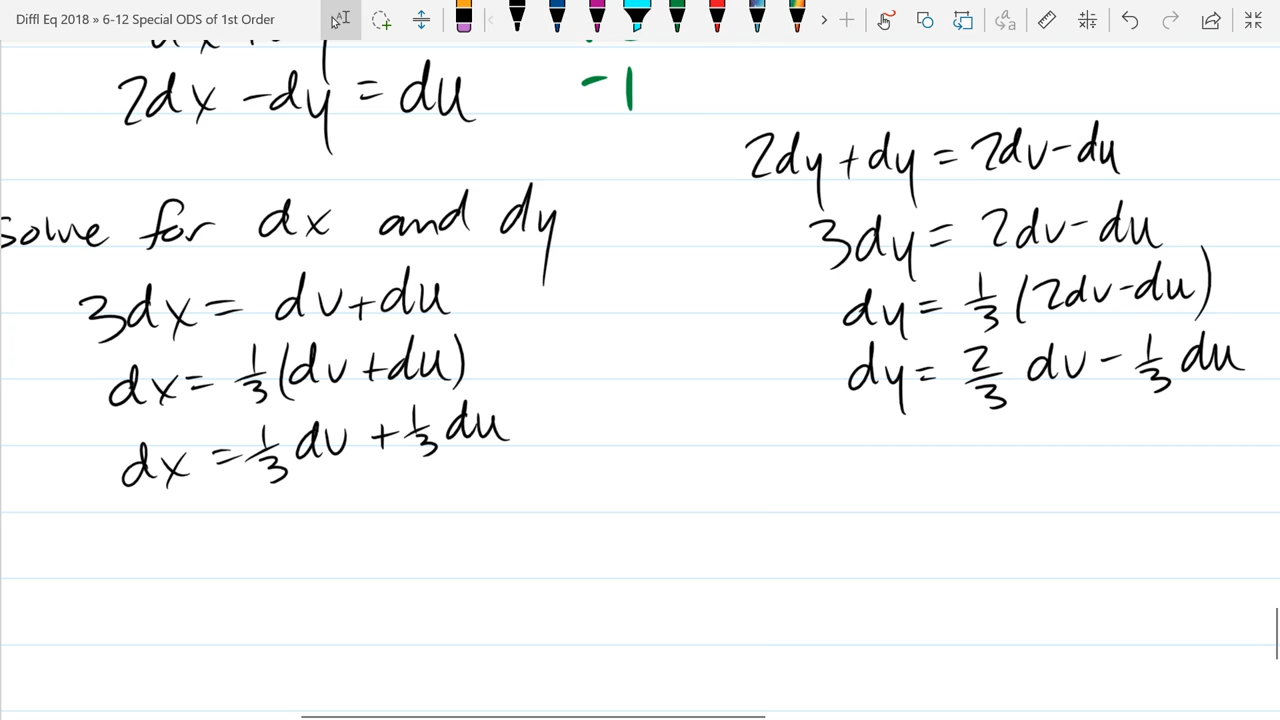 Diffl Eq 2018 » 6-12 Special ODS of 1st Order
2dx - dy = du
-1
solve for dx and dy
3dx = dv + du
dx = 1/3 (dv + du)
dx = 1/3 dv + 1/3 du
2dy + dy = 2dv - du
3dy = 2dv - du
dy = 1/3 (2dv - du)
dy = 2/3 dv - 1/3 du